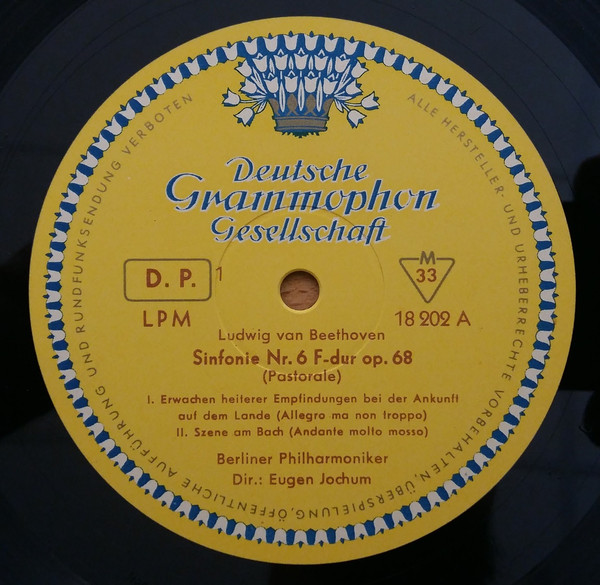 ALLE HERSTELLER- UND URHEBERRECHTE VORBEHALTEN, ÜBERSPIELUNG, ÖFFENTLICHE AUFFÜHRUNG UND RUNDFUNKSENDUNG VERBOTEN
Deutsche
Grammophon
Gesellschaft
D. P. 1
M
33
LPM 18 202 A
Ludwig van Beethoven
Sinfonie Nr. 6 F-dur op. 68
(Pastorale)
I. Erwachen heiterer Empfindungen bei der Ankunft
auf dem Lande (Allegro ma non troppo)
II. Szene am Bach (Andante molto mosso)
Berliner Philharmoniker
Dir.: Eugen Jochum